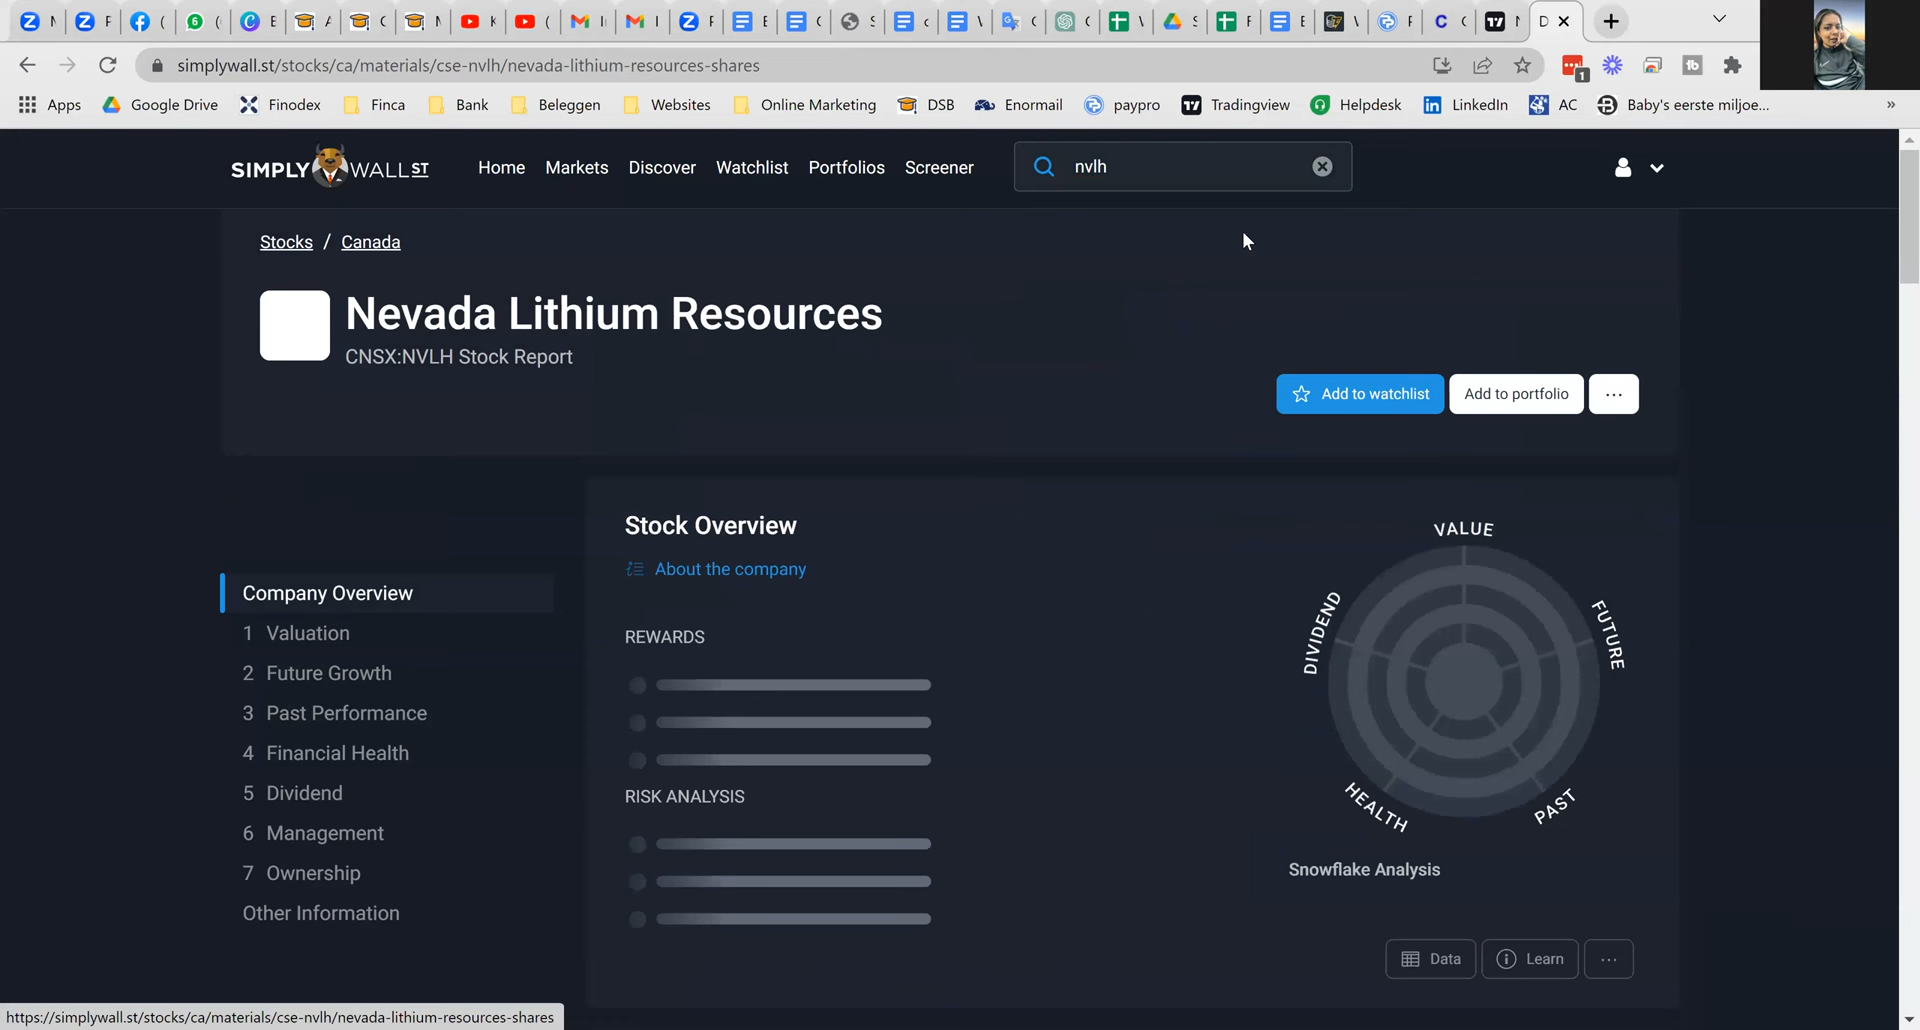 simplywall.st/stocks/ca/materials/cse-nvlh/nevada-lithium-resources-shares
Apps Google Drive Finodex Finca Bank Beleggen Websites Online Marketing DSB Enormail paypro Tradingview Helpdesk LinkedIn AC Baby's eerste miljoe... »
SIMPLY WALL ST Home Markets Discover Watchlist Portfolios Screener nvlh
Stocks / Canada
Nevada Lithium Resources
CNSX:NVLH Stock Report
Add to watchlist Add to portfolio ...
Stock Overview
About the company
REWARDS
RISK ANALYSIS
Company Overview
1 Valuation
2 Future Growth
3 Past Performance
4 Financial Health
5 Dividend
6 Management
7 Ownership
Other Information
VALUE
FUTURE
PAST
HEALTH
DIVIDEND
Snowflake Analysis
Data Learn ...
https://simplywall.st/stocks/ca/materials/cse-nvlh/nevada-lithium-resources-shares